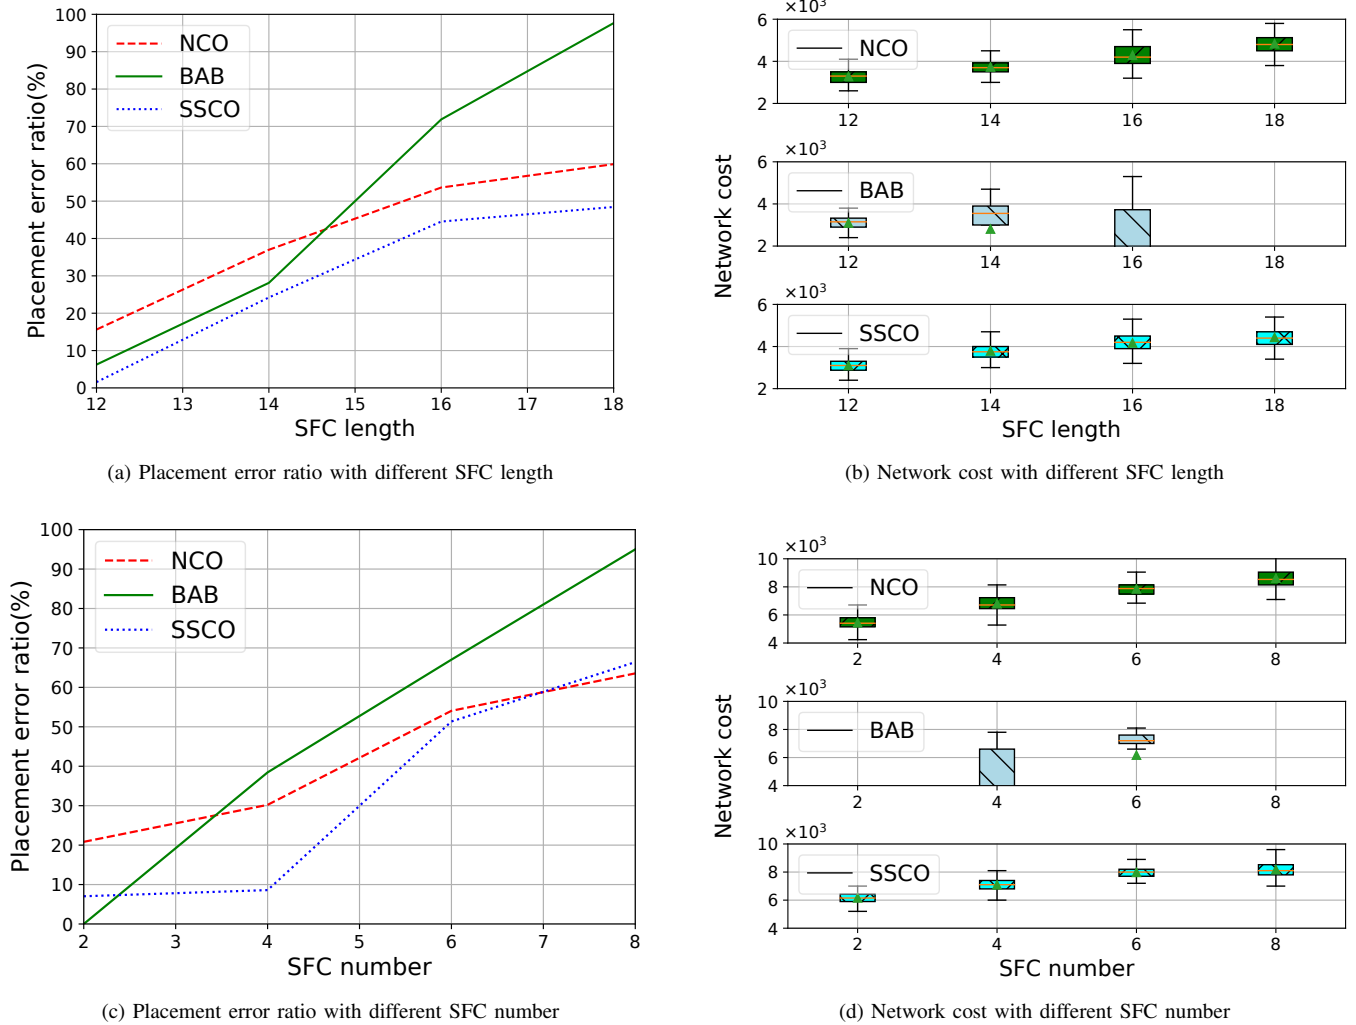 100
90
80
70
60
50
40
30
20
10
0
Placement error ratio(%)
NCO
BAB
SSCO
12 13 14 15 16 17 18
SFC length
(a) Placement error ratio with different SFC length
×10³
6
4
2
NCO
12 14 16 18
×10³
6
4
2
BAB
12 14 16 18
Network cost
×10³
6
4
2
SSCO
12 14 16 18
SFC length
(b) Network cost with different SFC length
100
90
80
70
60
50
40
30
20
10
0
Placement error ratio(%)
NCO
BAB
SSCO
2 3 4 5 6 7 8
SFC number
(c) Placement error ratio with different SFC number
×10³
10
8
6
4
NCO
2 4 6 8
×10³
10
8
6
4
BAB
2 4 6 8
Network cost
×10³
10
8
6
4
SSCO
2 4 6 8
SFC number
(d) Network cost with different SFC number